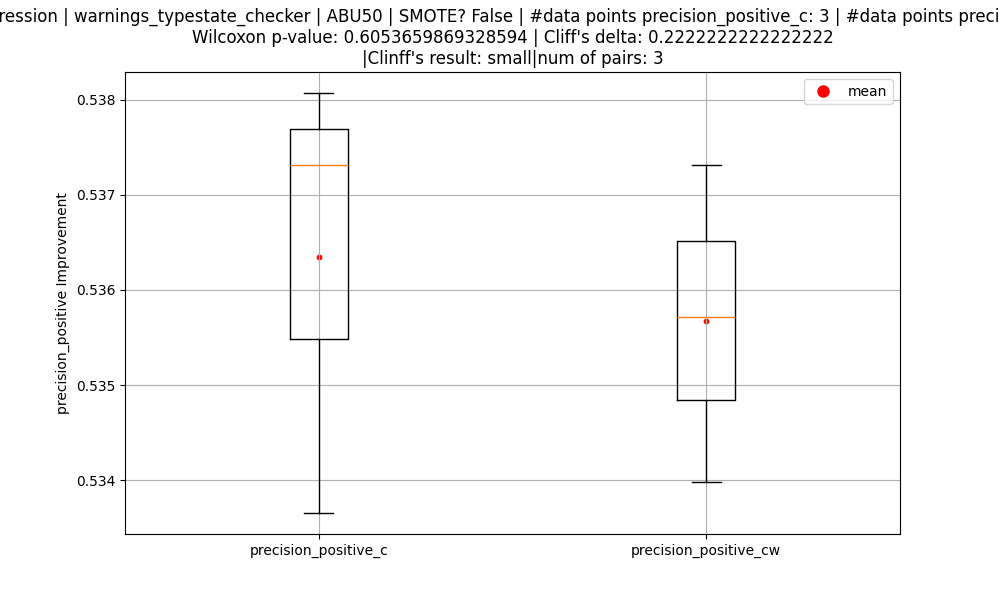 ression | warnings_typestate_checker | ABU50 | SMOTE? False | #data points precision_positive_c: 3 | #data points preci
Wilcoxon p-value: 0.6053659869328594 | Cliff's delta: 0.2222222222222222
|Clinff's result: small|num of pairs: 3
mean
0.538
0.537
0.536
0.535
0.534
precision_positive Improvement
precision_positive_c
precision_positive_cw